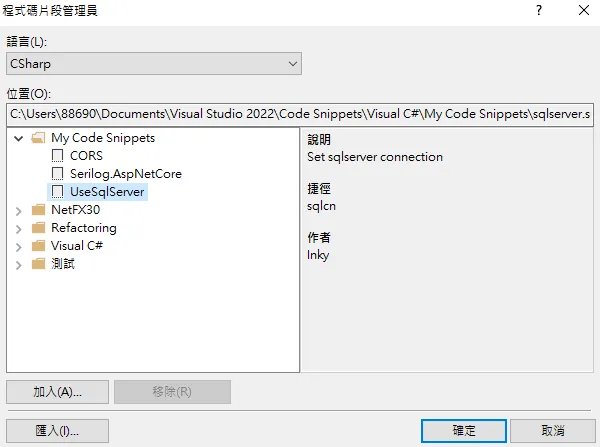 程式碼片段管理員
語言(L):
CSharp
位置(O):
C:\Users\88690\Documents\Visual Studio 2022\Code Snippets\Visual C#\My Code Snippets\sqlserver.s
My Code Snippets
CORS
Serilog.AspNetCore
UseSqlServer
NetFX30
Refactoring
Visual C#
測試
說明
Set sqlserver connection
捷徑
sqlcn
作者
Inky
加入(A)...
移除(R)
匯入(I)...
確定
取消